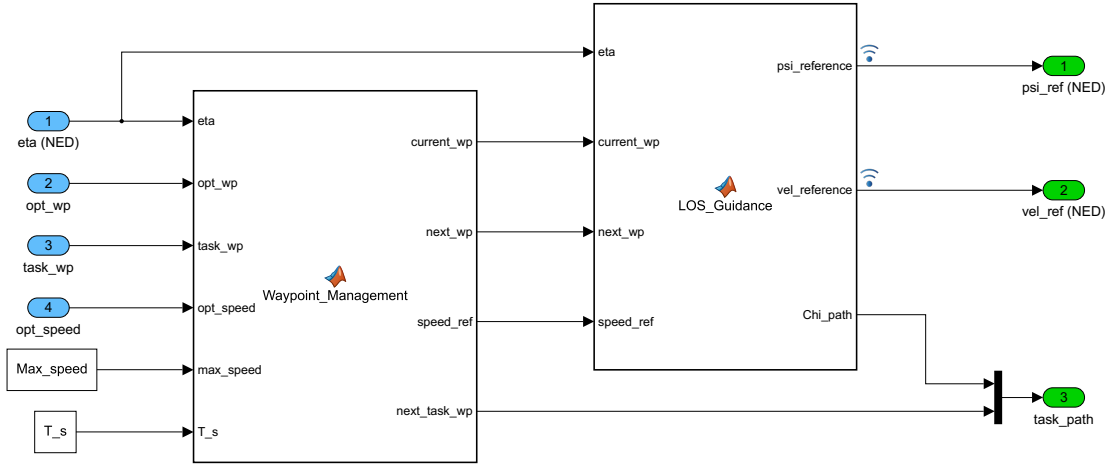 eta
psi_reference
1
psi_ref (NED)
1
eta (NED)
eta
current_wp
current_wp
2
opt_wp
opt_wp
vel_reference
2
vel_ref (NED)
LOS_Guidance
3
task_wp
task_wp
next_wp
next_wp
Waypoint_Management
4
opt_speed
opt_speed
speed_ref
speed_ref
Chi_path
Max_speed
max_speed
next_task_wp
3
task_path
T_s
T_s